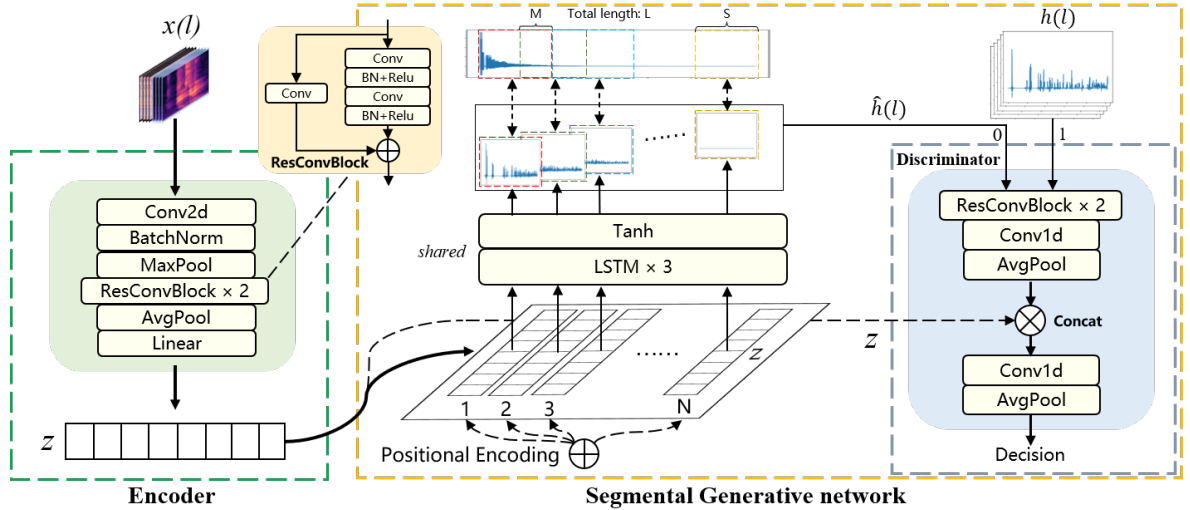 x(l)
Conv
Conv
BN+Relu
Conv
BN+Relu
ResConvBlock
Conv2d
BatchNorm
MaxPool
ResConvBlock × 2
AvgPool
Linear
z
Encoder
M
Total length: L
S
......
shared
Tanh
LSTM × 3
......
z
1
2
3
N
Positional Encoding
Segmental Generative network
h(l)
ĥ(l)
0
1
Discriminator
ResConvBlock × 2
Conv1d
AvgPool
z
Concat
Conv1d
AvgPool
Decision